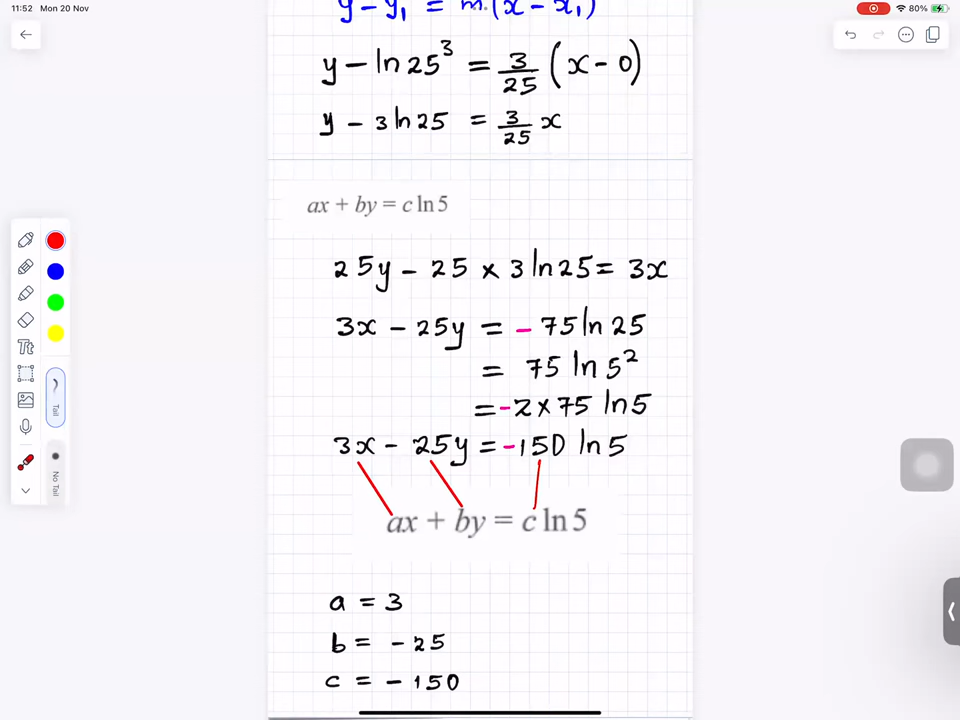 11:52 Mon 20 Nov
80%
y - y₁ = m.(x - x₁)
y - ln 25³ = 3/25 (x - 0)
y - 3 ln 25 = 3/25 x
ax + by = c ln 5
25y - 25 × 3 ln 25 = 3x
3x - 25y = - 75 ln 25
= 75 ln 5²
= -2 × 75 ln 5
3x - 25y = -150 ln 5
ax + by = c ln 5
a = 3
b = -25
c = -150
Tt
Tail
No Tail